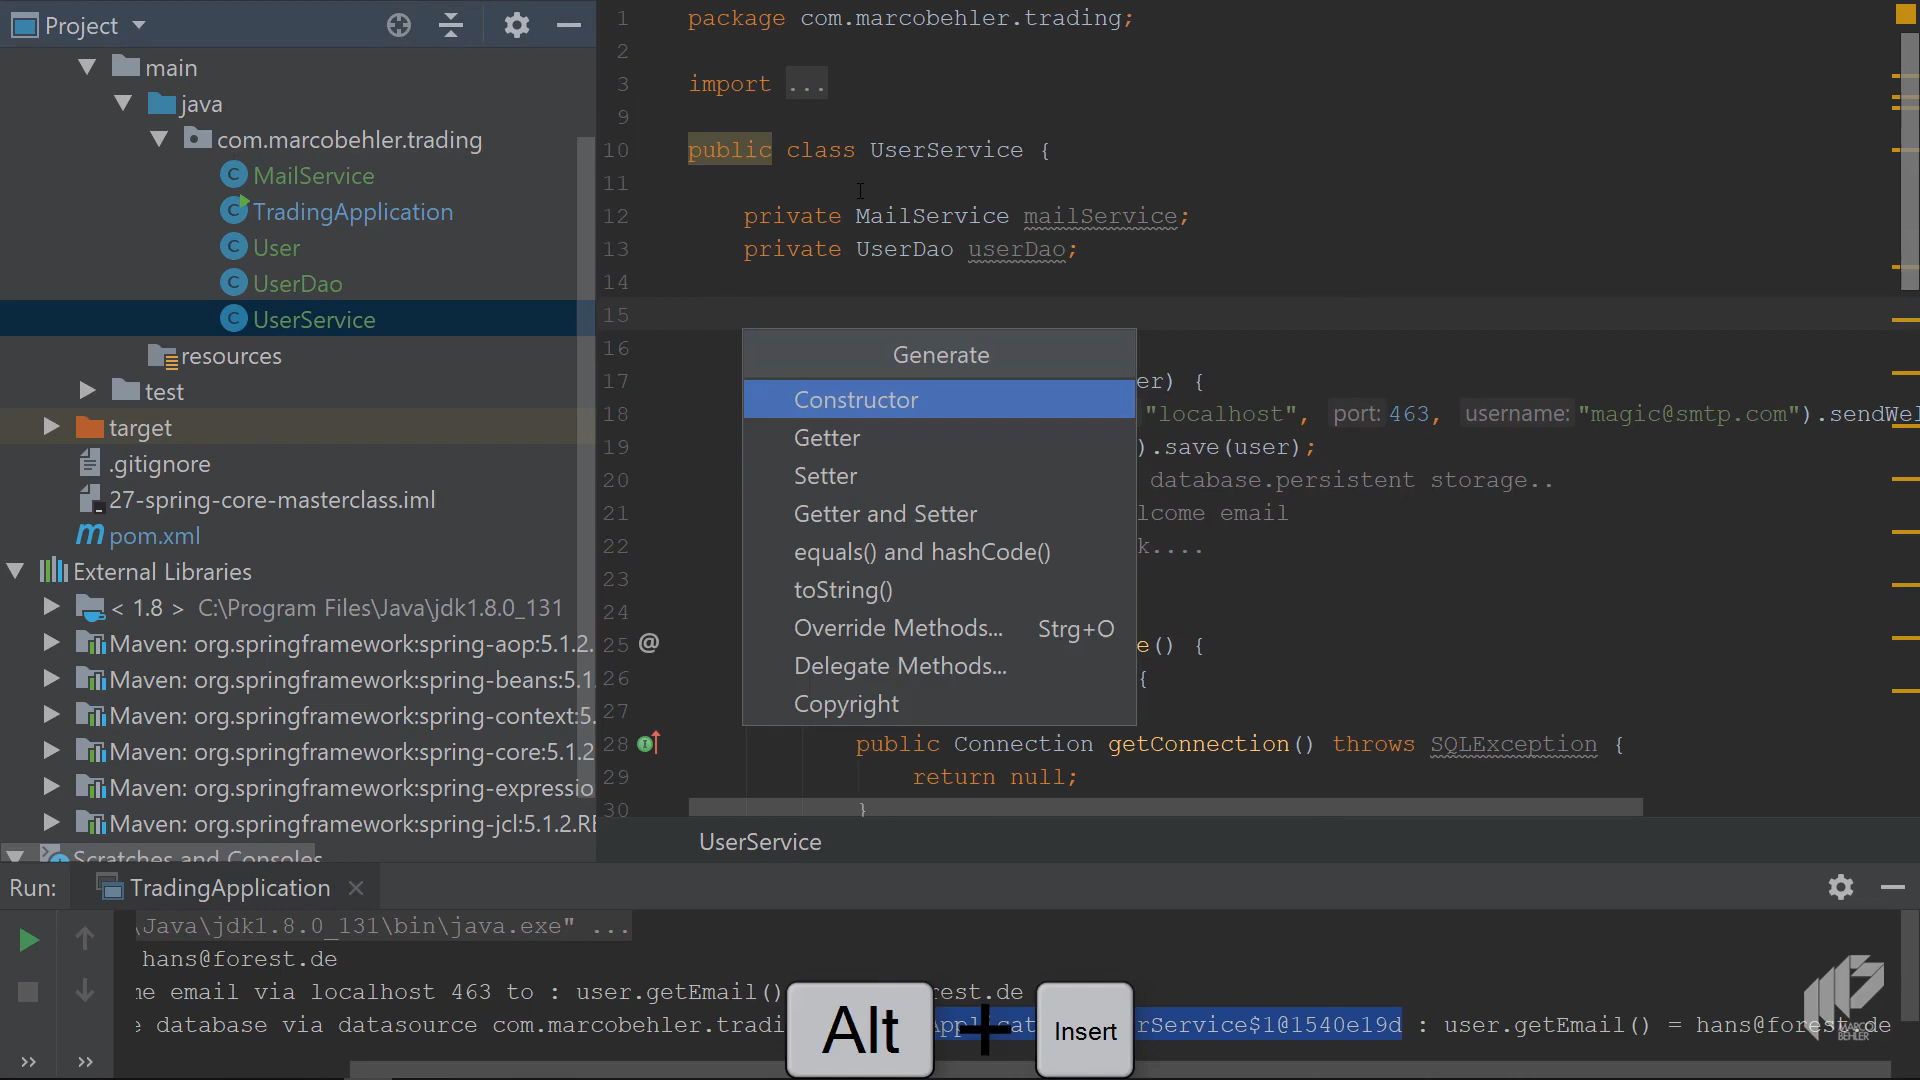 Project
main
java
com.marcobehler.trading
MailService
TradingApplication
User
UserDao
UserService
resources
test
target
.gitignore
27-spring-core-masterclass.iml
pom.xml
External Libraries
< 1.8 > C:\Program Files\Java\jdk1.8.0_131
Maven: org.springframework:spring-aop:5.1.2.
Maven: org.springframework:spring-beans:5.1
Maven: org.springframework:spring-context:5.
Maven: org.springframework:spring-core:5.1.2
Maven: org.springframework:spring-expressio
Maven: org.springframework:spring-jcl:5.1.2.RE
Scratches and Consoles
1 package com.marcobehler.trading;
2
3 import ...
9
10 public class UserService {
11
12 private MailService mailService;
13 private UserDao userDao;
14
15
16
17 er) {
18 "localhost", port: 463, username: "magic@smtp.com").sendWel
19 ).save(user);
20 database.persistent storage..
21 lcome email
22 k....
23
24
25 @ e() {
26 {
27
28 public Connection getConnection() throws SQLException {
29 return null;
30 }
Generate
Constructor
Getter
Setter
Getter and Setter
equals() and hashCode()
toString()
Override Methods... Strg+O
Delegate Methods...
Copyright
UserService
Run: TradingApplication
\Java\jdk1.8.0_131\bin\java.exe" ...
hans@forest.de
me email via localhost 463 to : user.getEmail() rest.de
e database via datasource com.marcobehler.tradi Applicat rService$1@1540e19d : user.getEmail() = hans@forest.de
Alt + Insert
MARCO
BEHLER